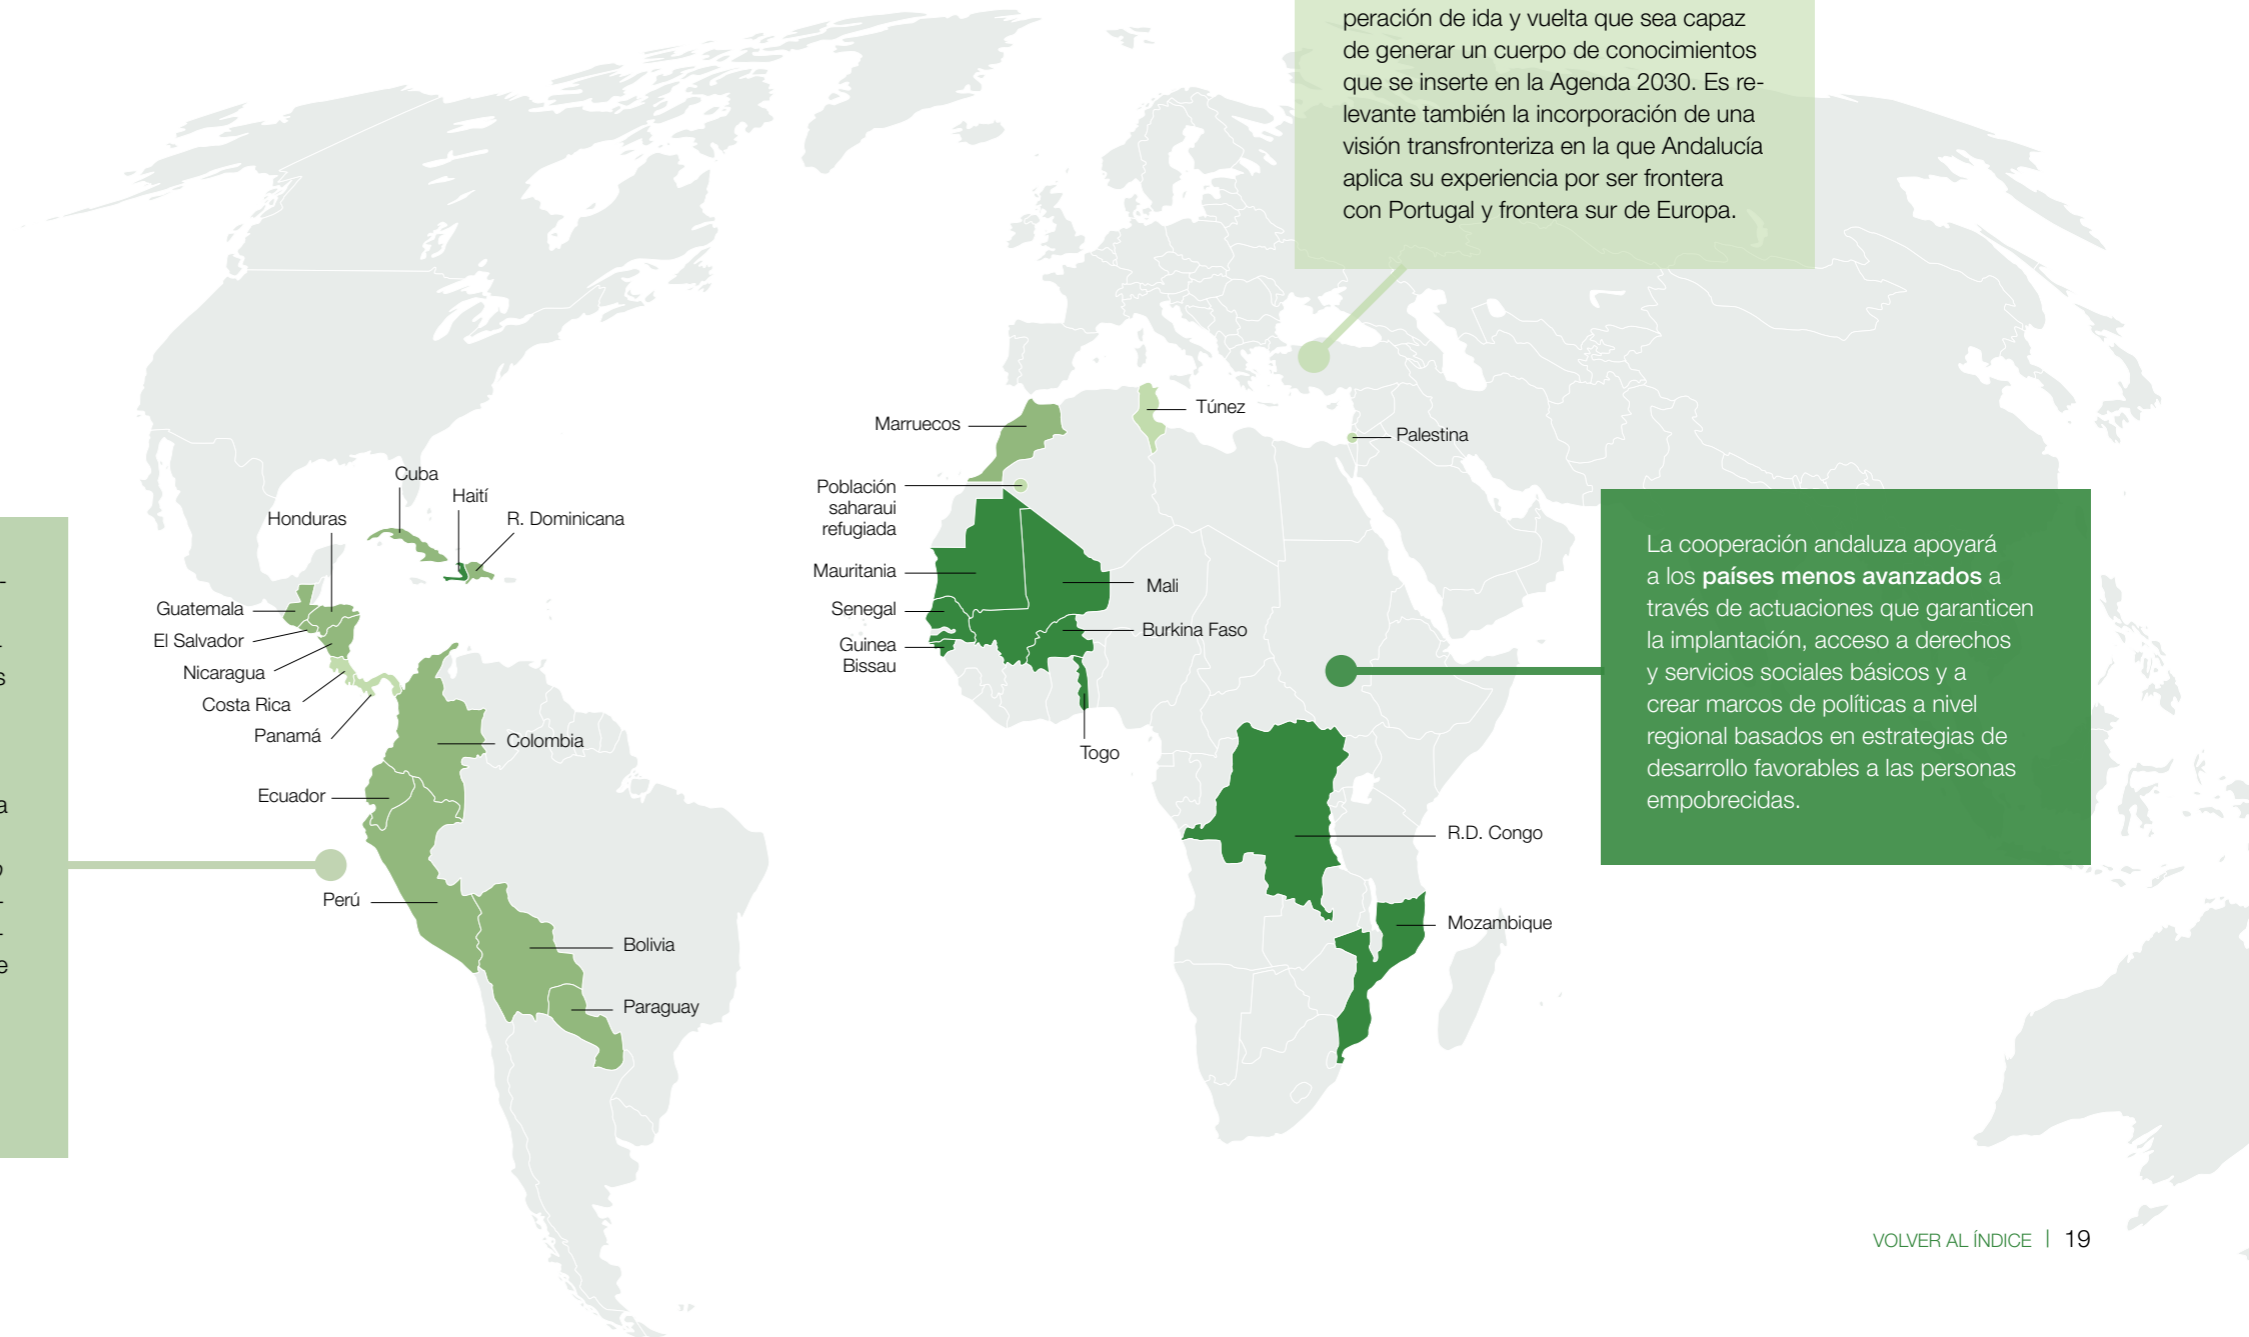 peración de ida y vuelta que sea capaz
de generar un cuerpo de conocimientos
que se inserte en la Agenda 2030. Es re-
levante también la incorporación de una
visión transfronteriza en la que Andalucía
aplica su experiencia por ser frontera
con Portugal y frontera sur de Europa.
Marruecos
Túnez
Palestina
Población
saharaui
refugiada
Mauritania
Senegal
Guinea
Bissau
Mali
Burkina Faso
Togo
R.D. Congo
Mozambique
Cuba
Haití
R. Dominicana
Honduras
Guatemala
El Salvador
Nicaragua
Costa Rica
Panamá
Colombia
Ecuador
Perú
Bolivia
Paraguay
La cooperación andaluza apoyará
a los países menos avanzados a
través de actuaciones que garanticen
la implantación, acceso a derechos
y servicios sociales básicos y a
crear marcos de políticas a nivel
regional basados en estrategias de
desarrollo favorables a las personas
empobrecidas.
VOLVER AL ÍNDICE | 19